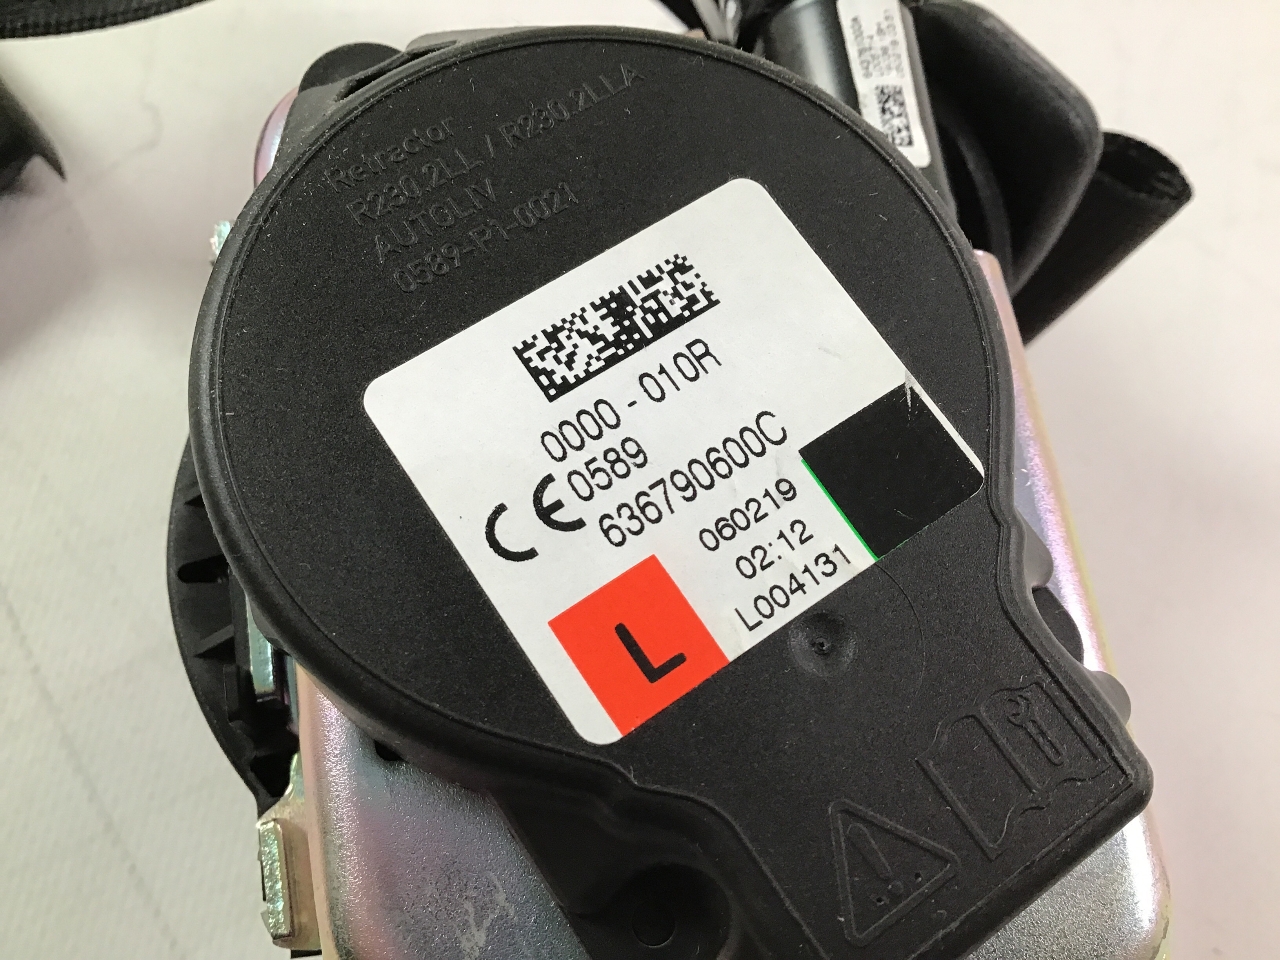 Retractor
R230.2LL / R230.2LLA
AUTOLIV
0589-P1-0021
0000 - 010R
CE 0589
636790600C
060219
02:12
L004131
L